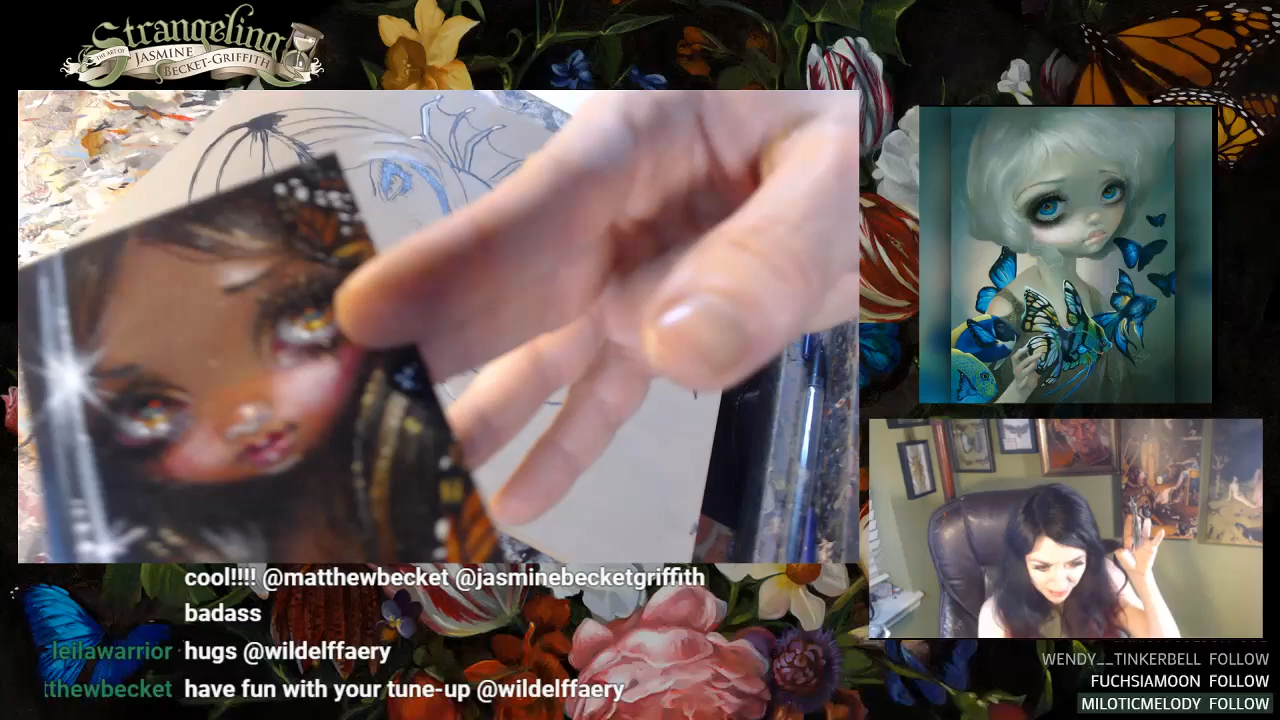 Strangeling
THE ART OF
JASMINE
BECKET-GRIFFITH
cool!!!! @matthewbecket @jasminebecketgriffith
badass
leilawarrior hugs @wildelffaery
tthewbecket have fun with your tune-up @wildelffaery
WENDY__TINKERBELL FOLLOW
FUCHSIAMOON FOLLOW
MILOTICMELODY FOLLOW